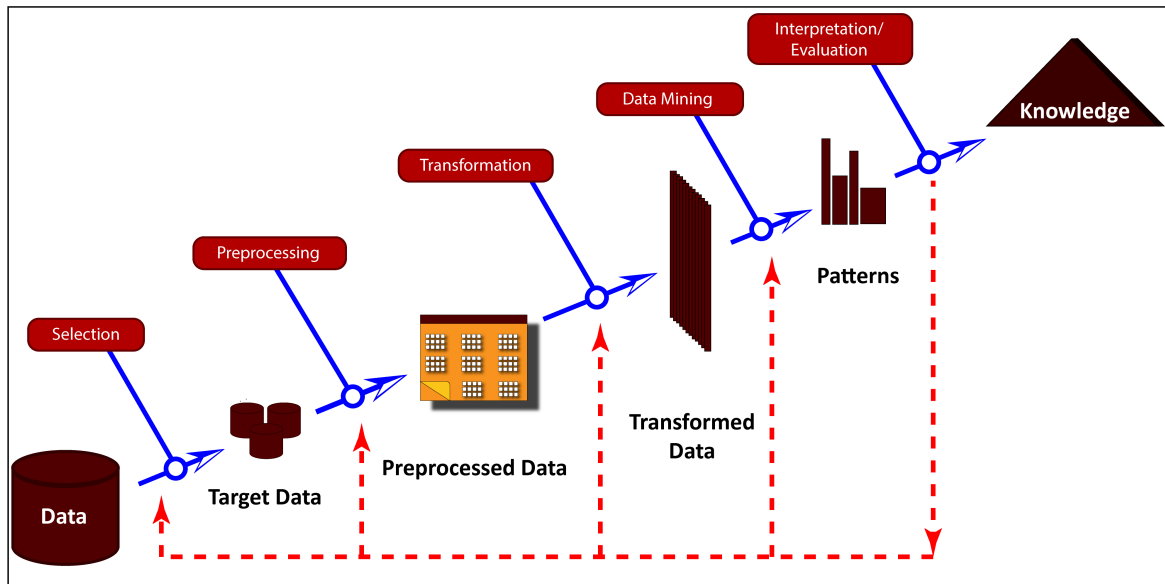 Interpretation/
Evaluation
Data Mining
Knowledge
Transformation
Preprocessing
Patterns
Selection
Transformed
Data
Preprocessed Data
Target Data
Data